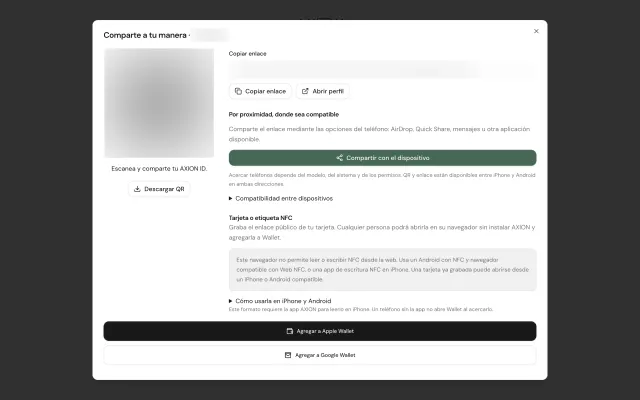 Comparte a tu manera ·
Copiar enlace
Copiar enlace
Abrir perfil
Por proximidad, donde sea compatible
Comparte el enlace mediante las opciones del teléfono: AirDrop, Quick Share, mensajes u otra aplicación
disponible.
Escanea y comparte tu AXION ID.
Compartir con el dispositivo
Descargar QR
Acercar teléfonos depende del modelo, del sistema y de los permisos. QR y enlace están disponibles entre iPhone y Android
en ambas direcciones.
Compatibilidad entre dispositivos
Tarjeta o etiqueta NFC
Graba el enlace público de tu tarjeta. Cualquier persona podrá abrirla en su navegador sin instalar AXION y
agregarla a Wallet.
Este navegador no permite leer o escribir NFC desde la web. Usa un Android con NFC y navegador
compatible con Web NFC, o una app de escritura NFC en iPhone. Una tarjeta ya grabada puede abrirse desde
un iPhone o Android compatible.
Cómo usarla en iPhone y Android
Este formato requiere la app AXION para leerlo en iPhone. Un teléfono sin la app no abre Wallet al acercarlo.
Agregar a Apple Wallet
Agregar a Google Wallet